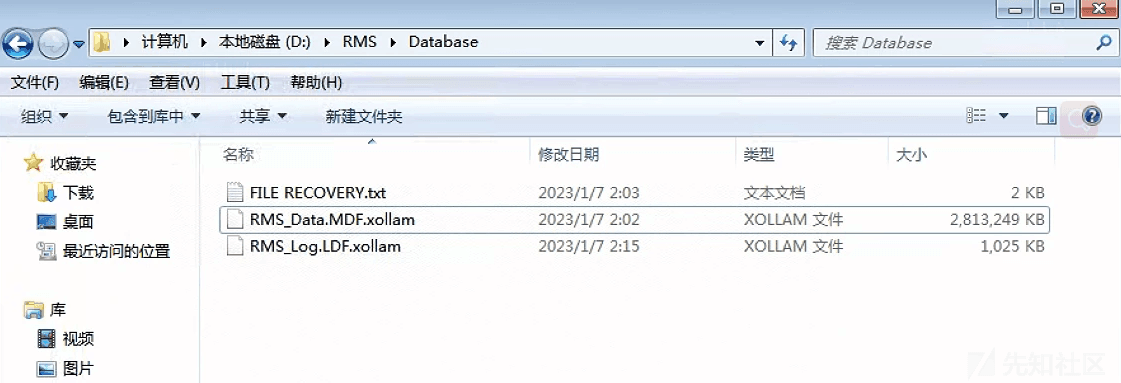 计算机 本地磁盘 (D:) RMS Database 搜索 Database
文件(F) 编辑(E) 查看(V) 工具(T) 帮助(H)
组织 包含到库中 共享 新建文件夹
名称 修改日期 类型 大小
收藏夹
下载
桌面
最近访问的位置
库
视频
图片
FILE RECOVERY.txt 2023/1/7 2:03 文本文档 2 KB
RMS_Data.MDF.xollam 2023/1/7 2:02 XOLLAM 文件 2,813,249 KB
RMS_Log.LDF.xollam 2023/1/7 2:15 XOLLAM 文件 1,025 KB
先知社区